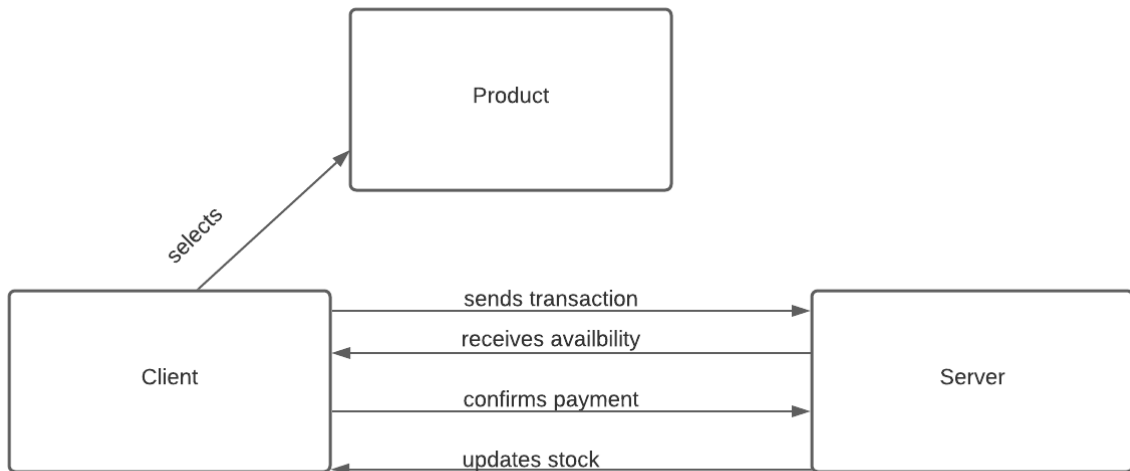 Product
selects
sends transaction
receives availbility
Client
Server
confirms payment
updates stock